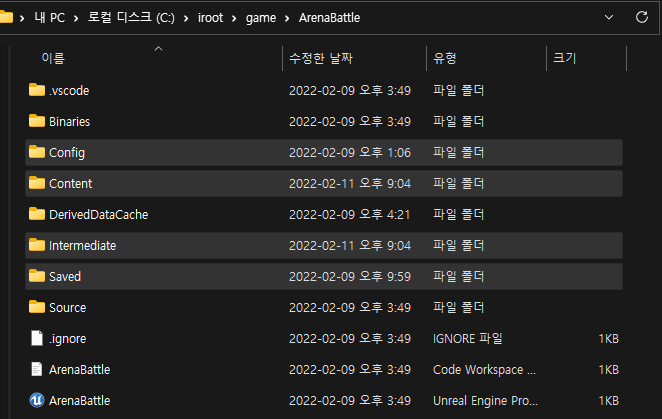 내 PC > 로컬 디스크 (C:) > iroot > game > ArenaBattle
이름 수정한 날짜 유형 크기
.vscode 2022-02-09 오후 3:49 파일 폴더
Binaries 2022-02-09 오후 3:49 파일 폴더
Config 2022-02-09 오후 1:06 파일 폴더
Content 2022-02-11 오후 9:04 파일 폴더
DerivedDataCache 2022-02-09 오후 4:21 파일 폴더
Intermediate 2022-02-11 오후 9:04 파일 폴더
Saved 2022-02-09 오후 9:59 파일 폴더
Source 2022-02-09 오후 3:49 파일 폴더
.ignore 2022-02-09 오후 3:49 IGNORE 파일 1KB
ArenaBattle 2022-02-09 오후 3:49 Code Workspace ... 1KB
ArenaBattle 2022-02-09 오후 3:49 Unreal Engine Pro... 1KB